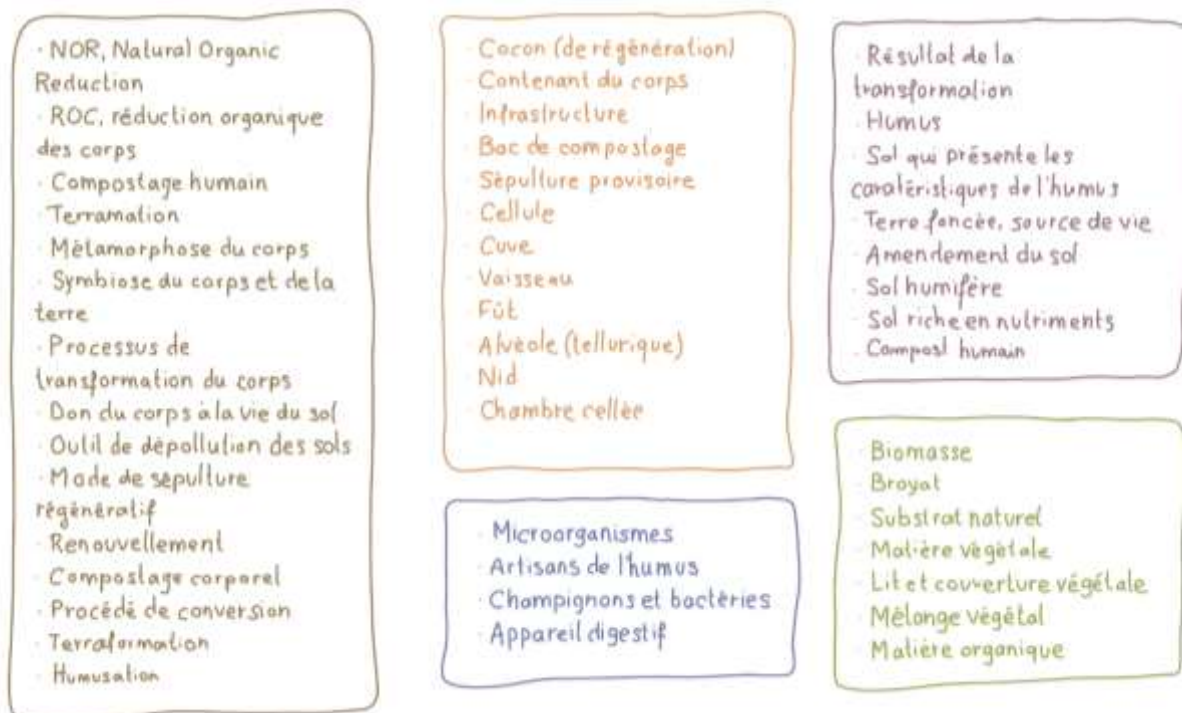 · NOR, Natural Organic
Reduction
· ROC, réduction organique
des corps
· Compostage humain
· Terramation
· Métamorphose du corps
· Symbiose du corps et de la
terre
· Processus de
transformation du corps
· Don du corps à la vie du sol
· Outil de dépollution des sols
· Mode de sépulture
régénératif
· Renouvellement
· Compostage corporel
· Procédé de conversion
· Terraformation
· Humusation
· Cocon (de régénération)
· Contenant du corps
· Infrastructure
· Bac de compostage
· Sépulture provisoire
· Cellule
· Cuve
· Vaisseau
· Fût
· Alvéole (tellurique)
· Nid
· Chambre cellée
· Microorganismes
· Artisans de l'humus
· Champignons et bactéries
· Appareil digestif
· Résultat de la
transformation
· Humus
· Sol qui présente les
caratéristiques de l'humus
· Terre foncée, source de vie
· Amendement du sol
· Sol humifère
· Sol riche en nutriments
· Compost humain
· Biomasse
· Broyat
· Substrat naturel
· Matière végétale
· Lit et couverture végétale
· Mélange végétal
· Matière organique